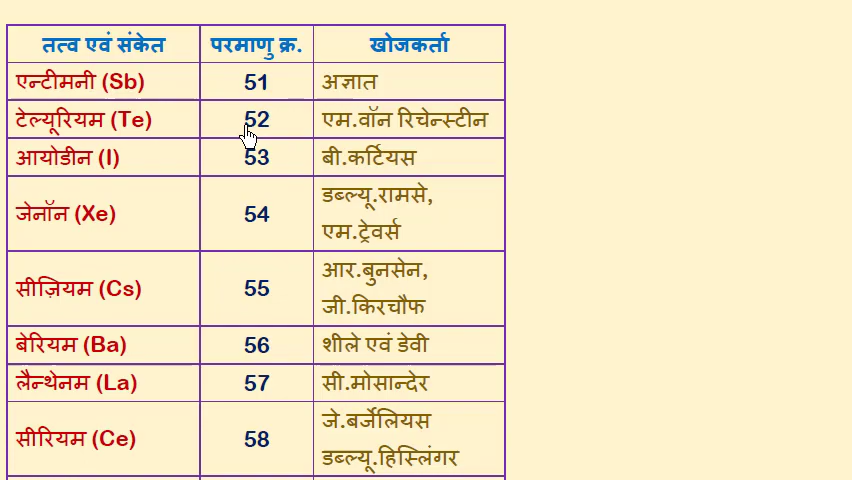 तत्व एवं संकेत परमाणु क्र. खोजकर्ता
एन्टीमनी (Sb) 51 अज्ञात
टेल्यूरियम (Te) 52 एम.वॉन रिचेन्स्टीन
आयोडीन (I) 53 बी.कर्टियस
जेनॉन (Xe) 54 डब्ल्यू.रामसे,
एम.ट्रेवर्स
सीज़ियम (Cs) 55 आर.बुनसेन,
जी.किरचौफ
बेरियम (Ba) 56 शीले एवं डेवी
लैन्थेनम (La) 57 सी.मोसान्देर
सीरियम (Ce) 58 जे.बर्जेलियस
डब्ल्यू.हिस्लिंगर